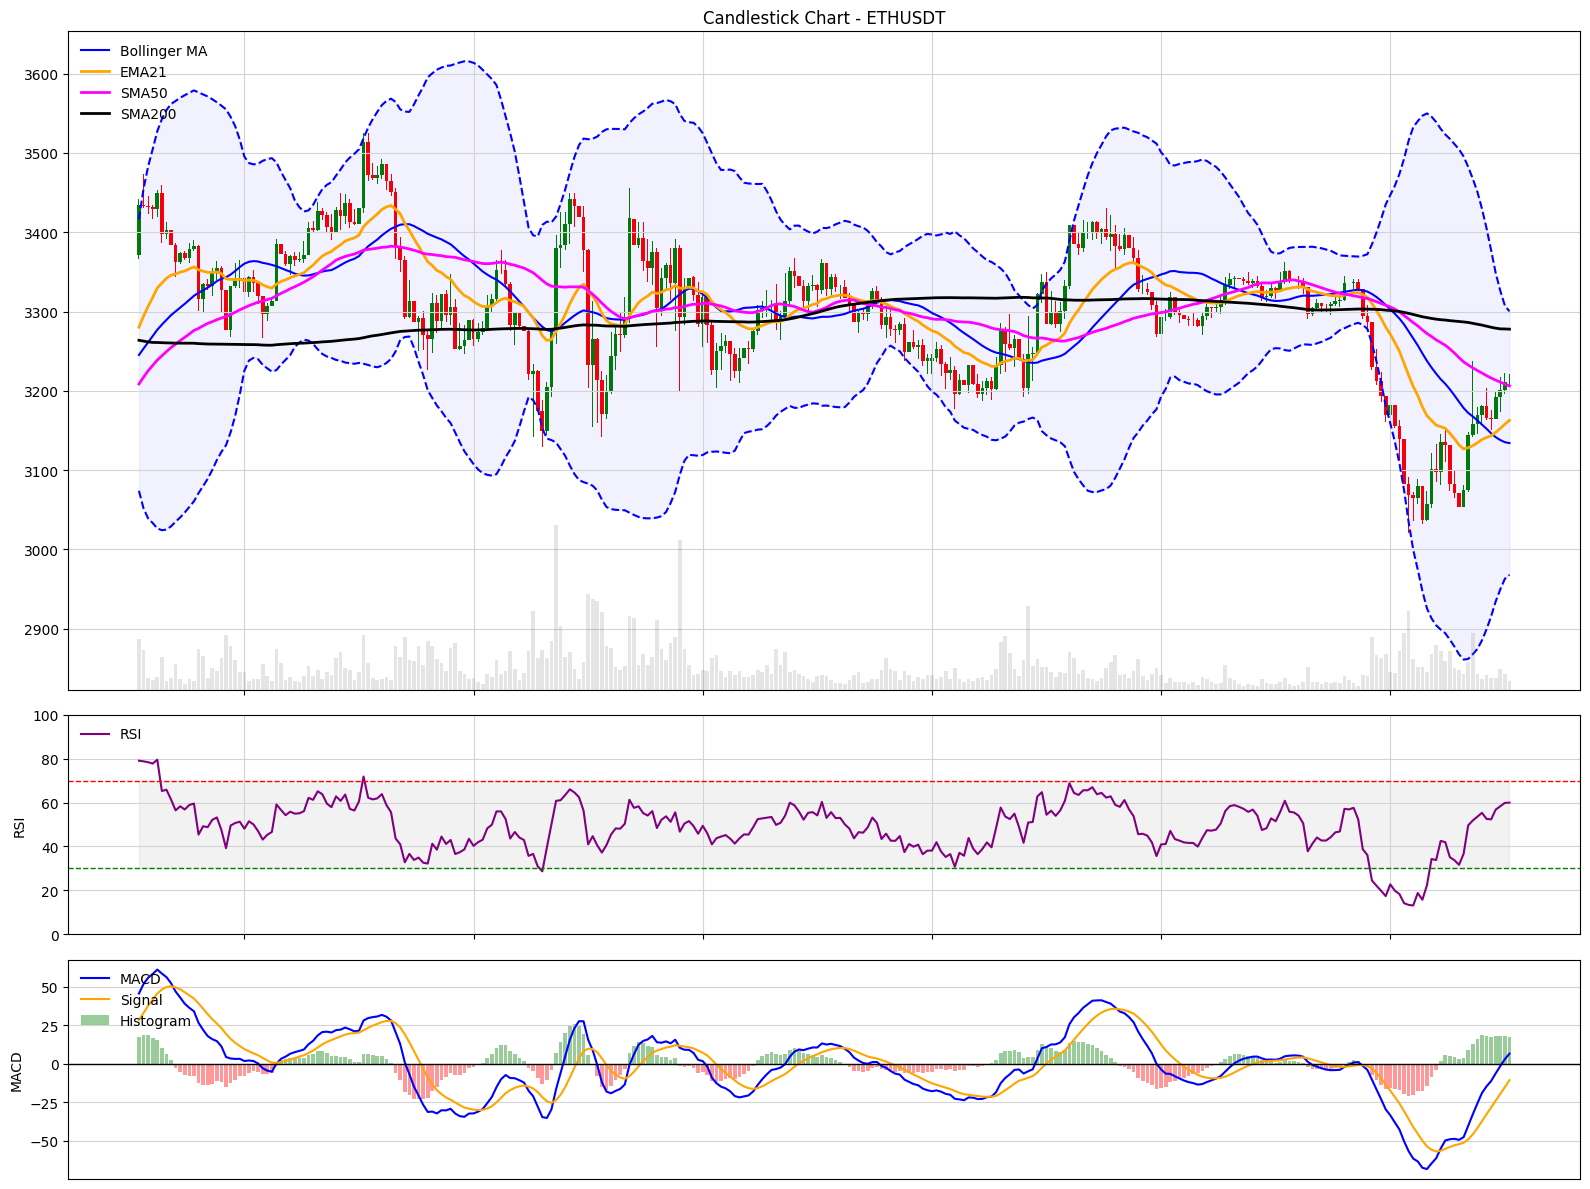 Candlestick Chart - ETHUSDT
Bollinger MA
EMA21
SMA50
SMA200
3600
3500
3400
3300
3200
3100
3000
2900
RSI
RSI
100
80
60
40
20
0
MACD
Signal
Histogram
MACD
50
25
0
−25
−50